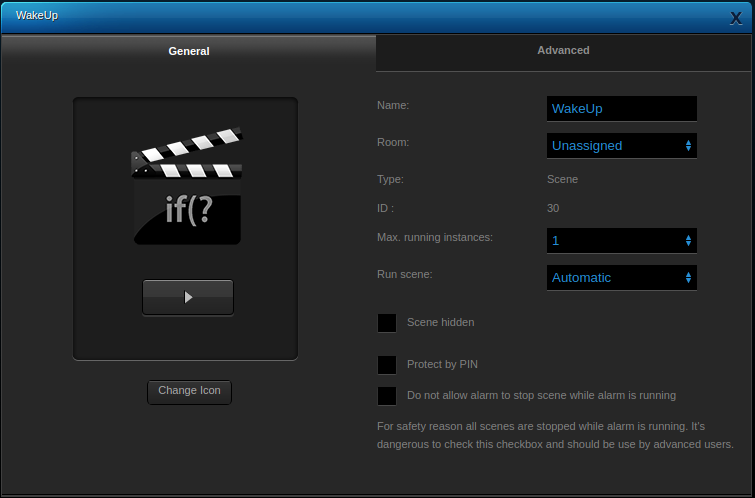 WakeUp
X
General
Advanced
if(?
Name:
WakeUp
Room:
Unassigned
Type:
Scene
ID :
30
Max. running instances:
1
Run scene:
Automatic
Scene hidden
Protect by PIN
Do not allow alarm to stop scene while alarm is running
Change Icon
For safety reason all scenes are stopped while alarm is running. It's
dangerous to check this checkbox and should be use by advanced users.